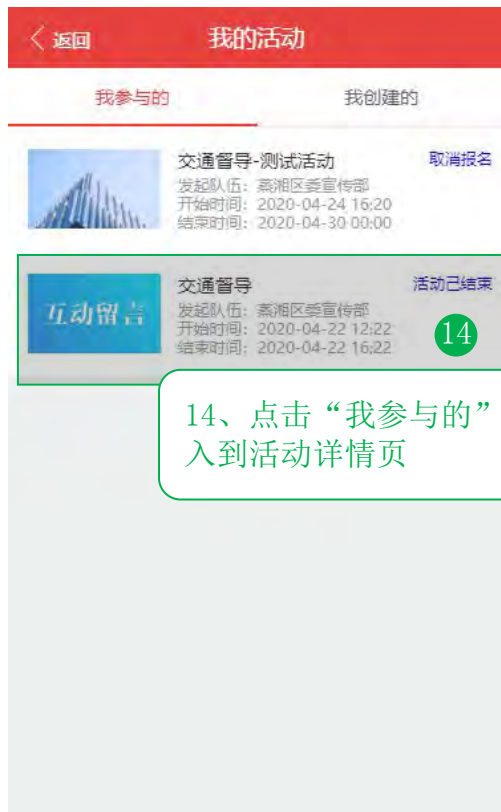 返回
我的活动
我参与的
我创建的
交通督导-测试活动
取消报名
发起队伍：蒸湘区委宣传部
开始时间：2020-04-24 16:20
结束时间：2020-04-30 00:00
互动留言
交通督导
活动已结束
发起队伍：蒸湘区委宣传部
开始时间：2020-04-22 12:22
结束时间：2020-04-22 16:22
14
14、点击“我参与的”
入到活动详情页